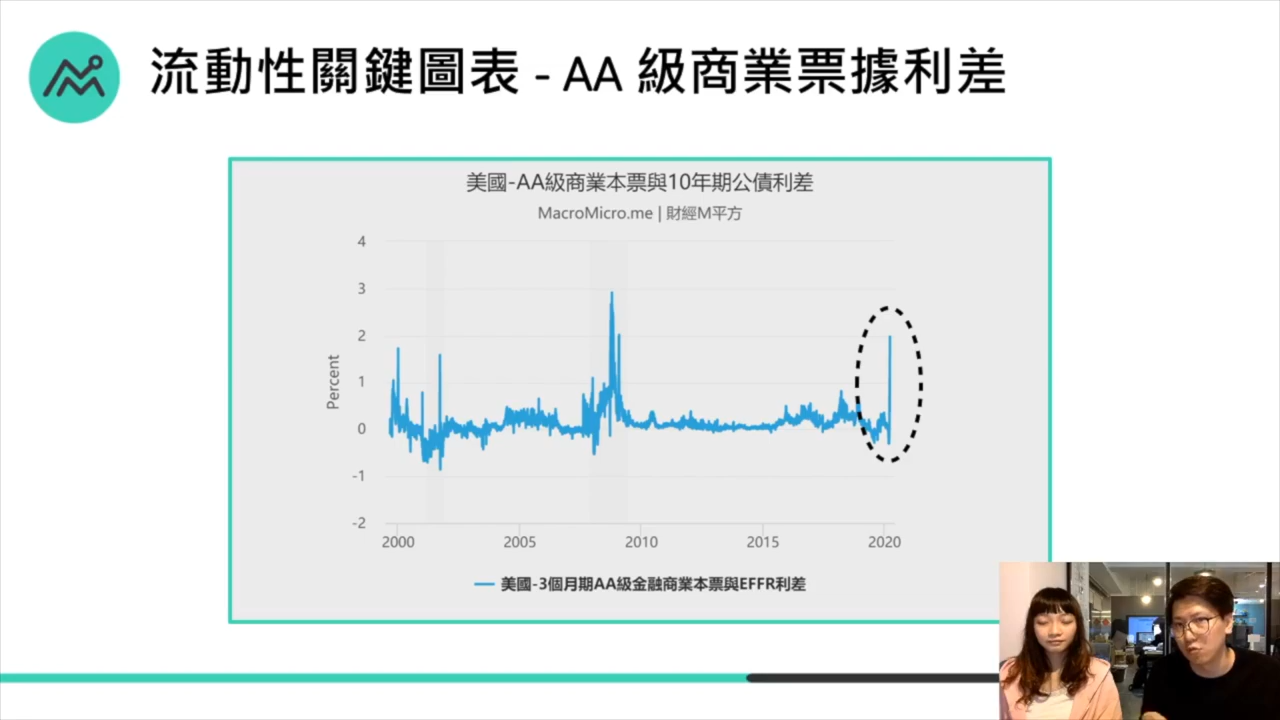 流動性關鍵圖表 - AA 級商業票據利差
美國-AA級商業本票與10年期公債利差
MacroMicro.me | 財經M平方
4
3
2
1
0
-1
-2
Percent
2000 2005 2010 2015 2020
美國-3個月期AA級金融商業本票與EFFR利差